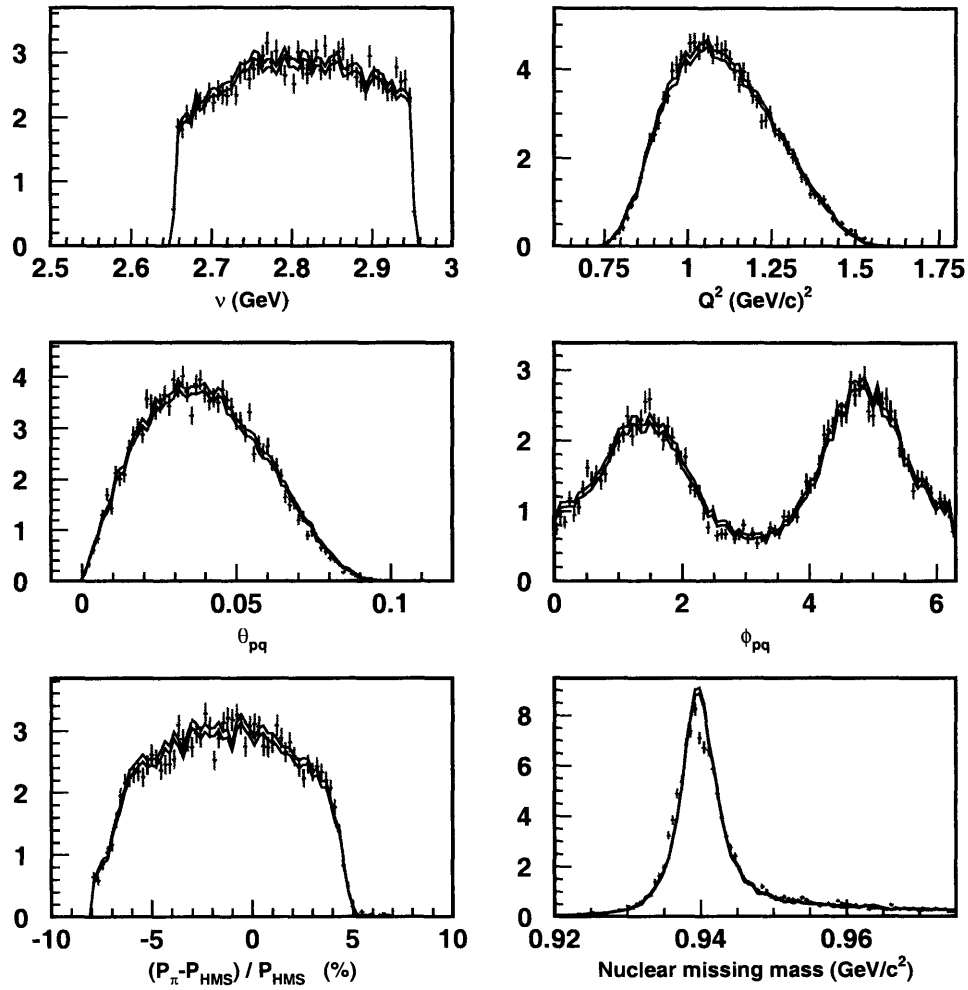 3
2
1
0
2.5 2.6 2.7 2.8 2.9 3
ν (GeV)
4
2
0
0.75 1 1.25 1.5 1.75
Q² (GeV/c)²
4
3
2
1
0
0 0.05 0.1
θpq
3
2
1
0
0 2 4 6
ϕpq
3
2
1
0
-10 -5 0 5 10
(Pπ-PHMS) / PHMS (%)
8
6
4
2
0
0.92 0.94 0.96
Nuclear missing mass (GeV/c²)